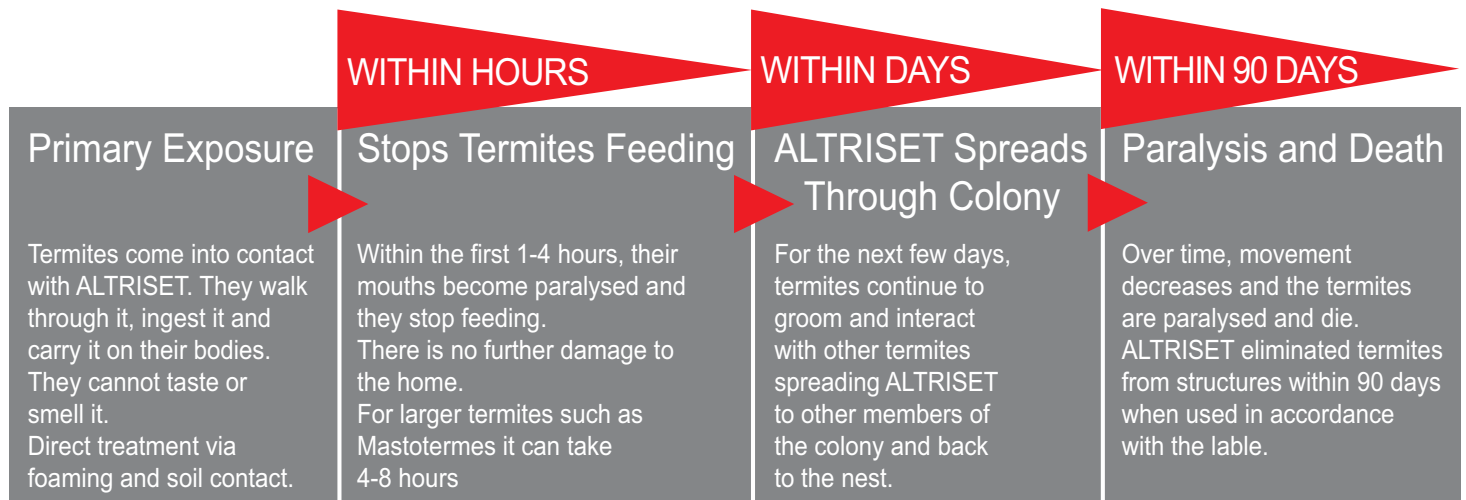 WITHIN HOURS
WITHIN DAYS
WITHIN 90 DAYS
Primary Exposure
Termites come into contact
with ALTRISET. They walk
through it, ingest it and
carry it on their bodies.
They cannot taste or
smell it.
Direct treatment via
foaming and soil contact.
Stops Termites Feeding
Within the first 1-4 hours, their
mouths become paralysed and
they stop feeding.
There is no further damage to
the home.
For larger termites such as
Mastotermes it can take
4-8 hours
ALTRISET Spreads
Through Colony
For the next few days,
termites continue to
groom and interact
with other termites
spreading ALTRISET
to other members of
the colony and back
to the nest.
Paralysis and Death
Over time, movement
decreases and the termites
are paralysed and die.
ALTRISET eliminated termites
from structures within 90 days
when used in accordance
with the lable.